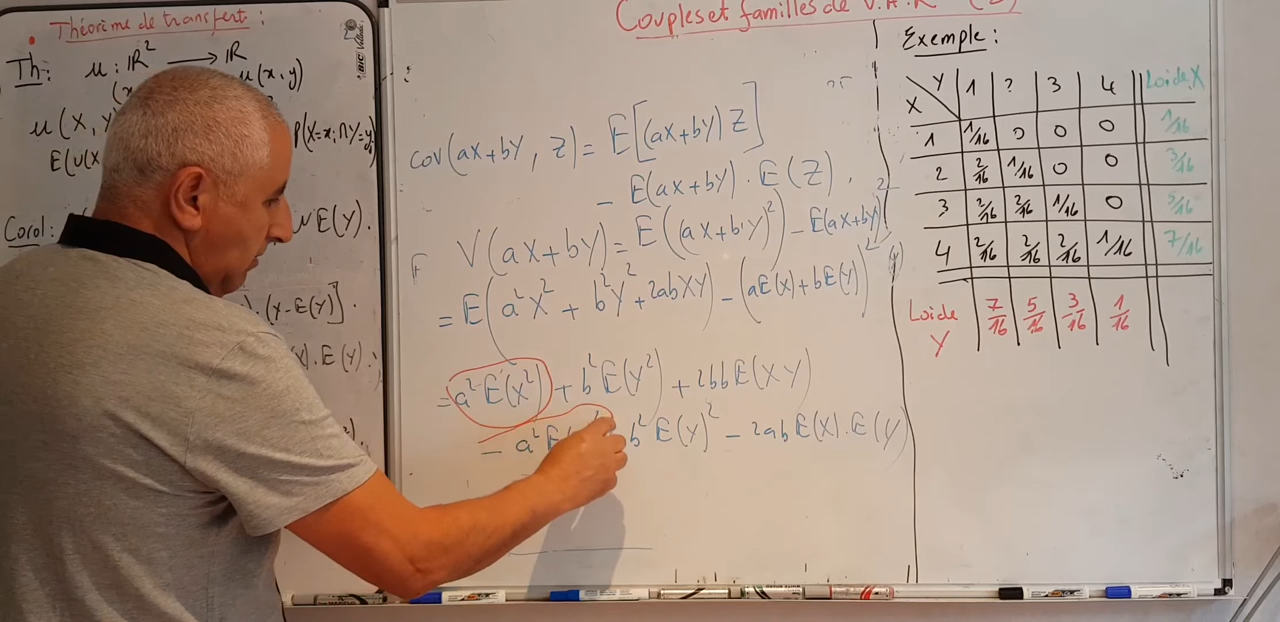 Théorème de transfert :
Th: u : ℝ² ⟶ ℝ
u(x, y)
u(X, Y
P(X=xᵢ∩Y=yⱼ)
E(u(X
Corol:
E(Y).
(Y-E(Y)].
.E(Y).
BIC Velleda
Couples et familles de V.A.R (2)
cov(aX+bY, Z) = E[(aX+bY)Z]
- E(aX+bY).E(Z).
V(aX+bY) = E((aX+bY)²) - E(aX+bY)²
= E(a²X² + b²Y² + 2abXY) - (aE(X)+bE(Y))²
= a²E(X²) + b²E(Y²) + 2bbE(XY)
- a²E b²E(Y)² - 2abE(X).E(Y)
Exemple :
X Y 1 2 3 4 Loi de X
1 1/16 0 0 0 1/16
2 2/16 1/16 0 0 3/16
3 2/16 2/16 1/16 0 5/16
4 2/16 2/16 2/16 1/16 7/16
Loi de Y 7/16 5/16 3/16 1/16